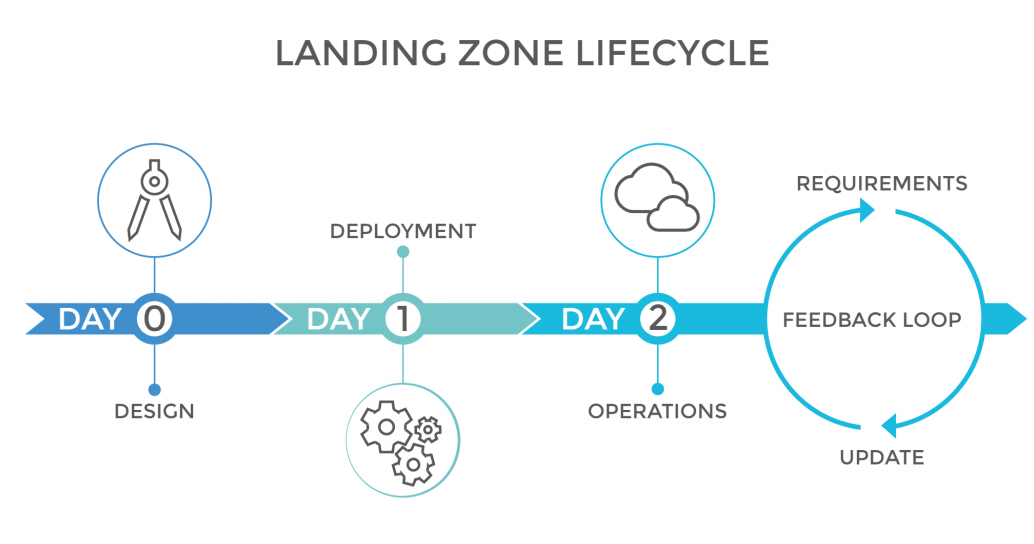 LANDING ZONE LIFECYCLE
DEPLOYMENT
REQUIREMENTS
DAY 0
DAY 1
DAY 2
FEEDBACK LOOP
DESIGN
OPERATIONS
UPDATE